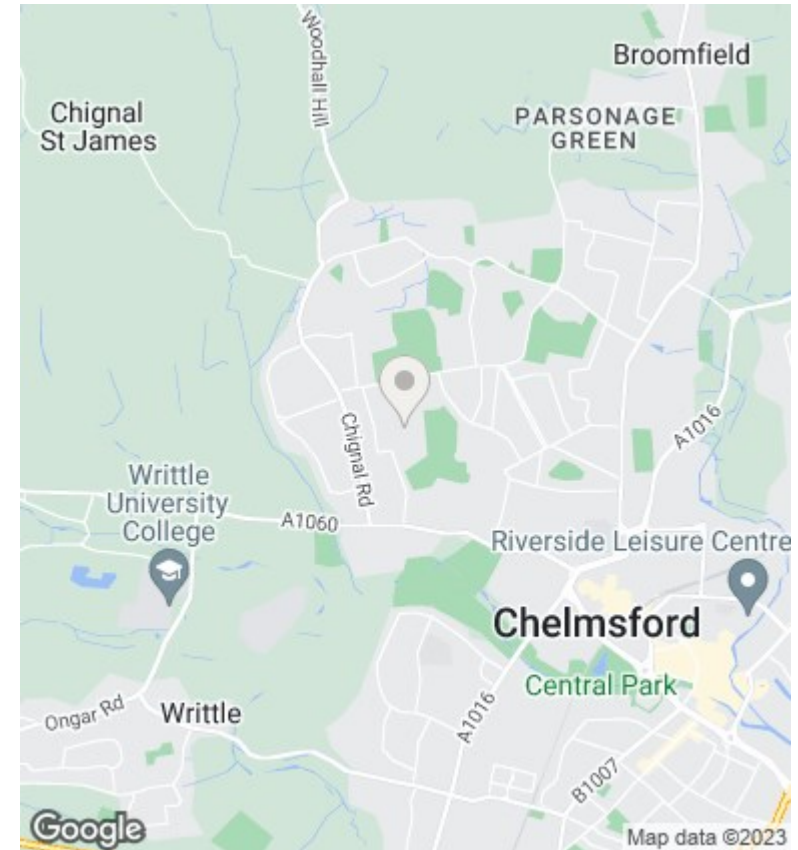 Woodhall Hill
Broomfield
Chignal
St James
PARSONAGE
GREEN
Chignal Rd
A1016
Writtle
University
College
A1060
Riverside Leisure Centre
Chelmsford
Central Park
A1016
Ongar Rd
Writtle
B1007
Google
Map data ©2023